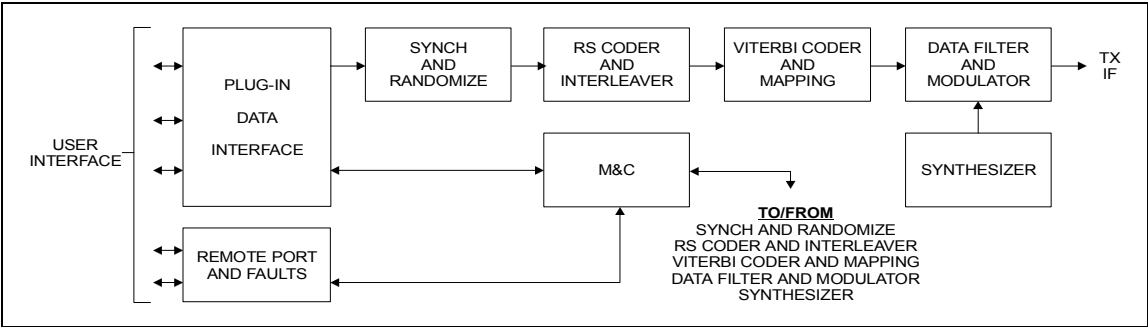 USER
INTERFACE
PLUG-IN
DATA
INTERFACE
SYNCH
AND
RANDOMIZE
RS CODER
AND
INTERLEAVER
VITERBI CODER
AND
MAPPING
DATA FILTER
AND
MODULATOR
TX
IF
M&C
SYNTHESIZER
REMOTE PORT
AND FAULTS
TO/FROM
SYNCH AND RANDOMIZE
RS CODER AND INTERLEAVER
VITERBI CODER AND MAPPING
DATA FILTER AND MODULATOR
SYNTHESIZER